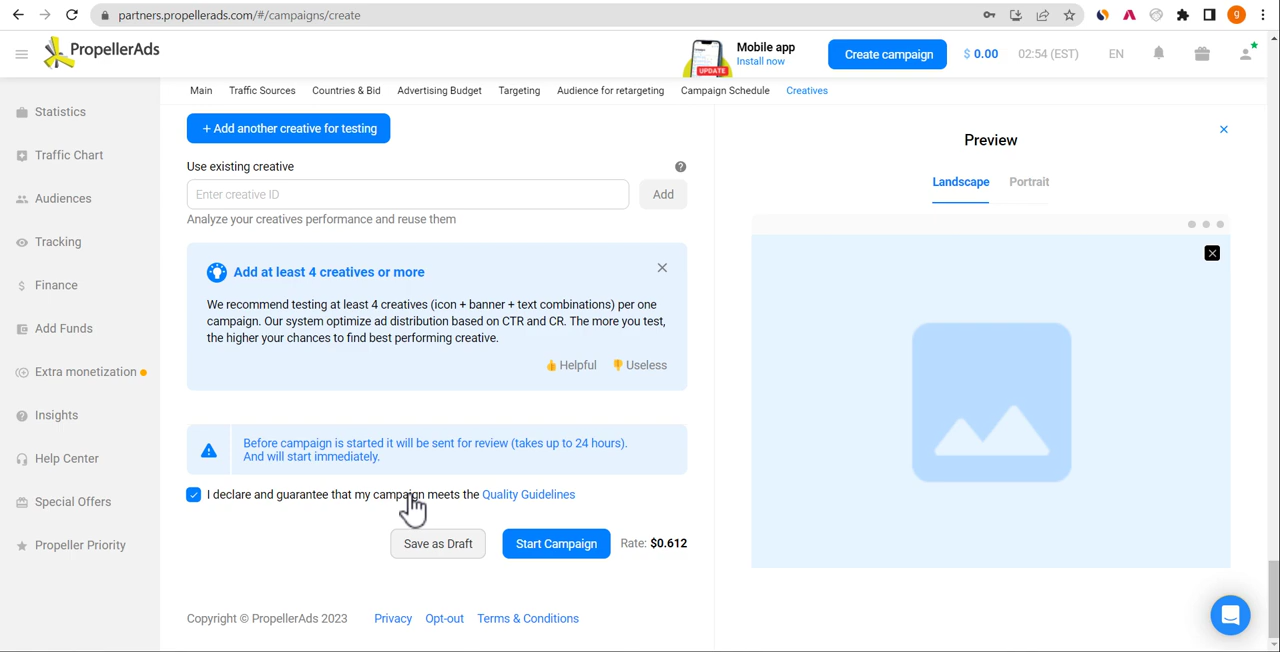 partners.propellerads.com/#/campaigns/create
g
PropellerAds
UPDATE
Mobile app
Install now
Create campaign
$ 0.00
02:54 (EST)
EN
Main
Traffic Sources
Countries & Bid
Advertising Budget
Targeting
Audience for retargeting
Campaign Schedule
Creatives
Statistics
Traffic Chart
Audiences
Tracking
Finance
Add Funds
Extra monetization
Insights
Help Center
Special Offers
Propeller Priority
+ Add another creative for testing
Use existing creative
Enter creative ID
Add
Analyze your creatives performance and reuse them
Add at least 4 creatives or more
We recommend testing at least 4 creatives (icon + banner + text combinations) per one
campaign. Our system optimize ad distribution based on CTR and CR. The more you test,
the higher your chances to find best performing creative.
Helpful
Useless
Before campaign is started it will be sent for review (takes up to 24 hours).
And will start immediately.
I declare and guarantee that my campaign meets the Quality Guidelines
Save as Draft
Start Campaign
Rate: $0.612
Copyright © PropellerAds 2023
Privacy
Opt-out
Terms & Conditions
Preview
Landscape
Portrait